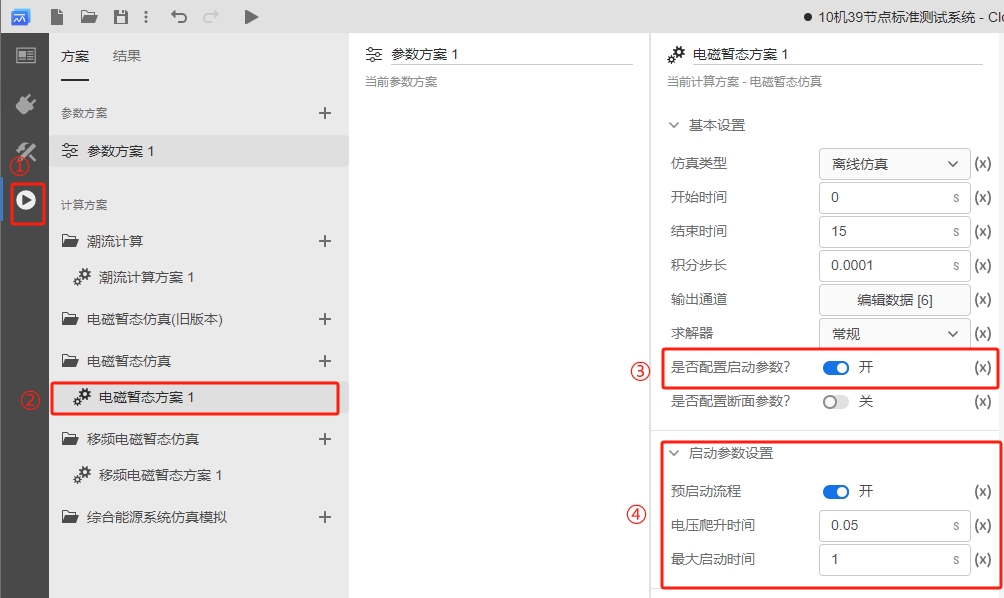 ● 10机39节点标准测试系统 - Clo
方案 结果
参数方案 +
参数方案 1
计算方案
潮流计算 +
潮流计算方案 1
电磁暂态仿真(旧版本) +
电磁暂态仿真 +
电磁暂态方案 1
移频电磁暂态仿真 +
移频电磁暂态方案 1
综合能源系统仿真模拟 +
①
②
参数方案 1
当前参数方案
电磁暂态方案 1
当前计算方案 - 电磁暂态仿真
基本设置
仿真类型 离线仿真 (x)
开始时间 0 s (x)
结束时间 15 s (x)
积分步长 0.0001 s (x)
输出通道 编辑数据 [6] (x)
求解器 常规 (x)
③ 是否配置启动参数? 开 (x)
是否配置断面参数? 关 (x)
启动参数设置
预启动流程 开 (x)
④ 电压爬升时间 0.05 s (x)
最大启动时间 1 s (x)